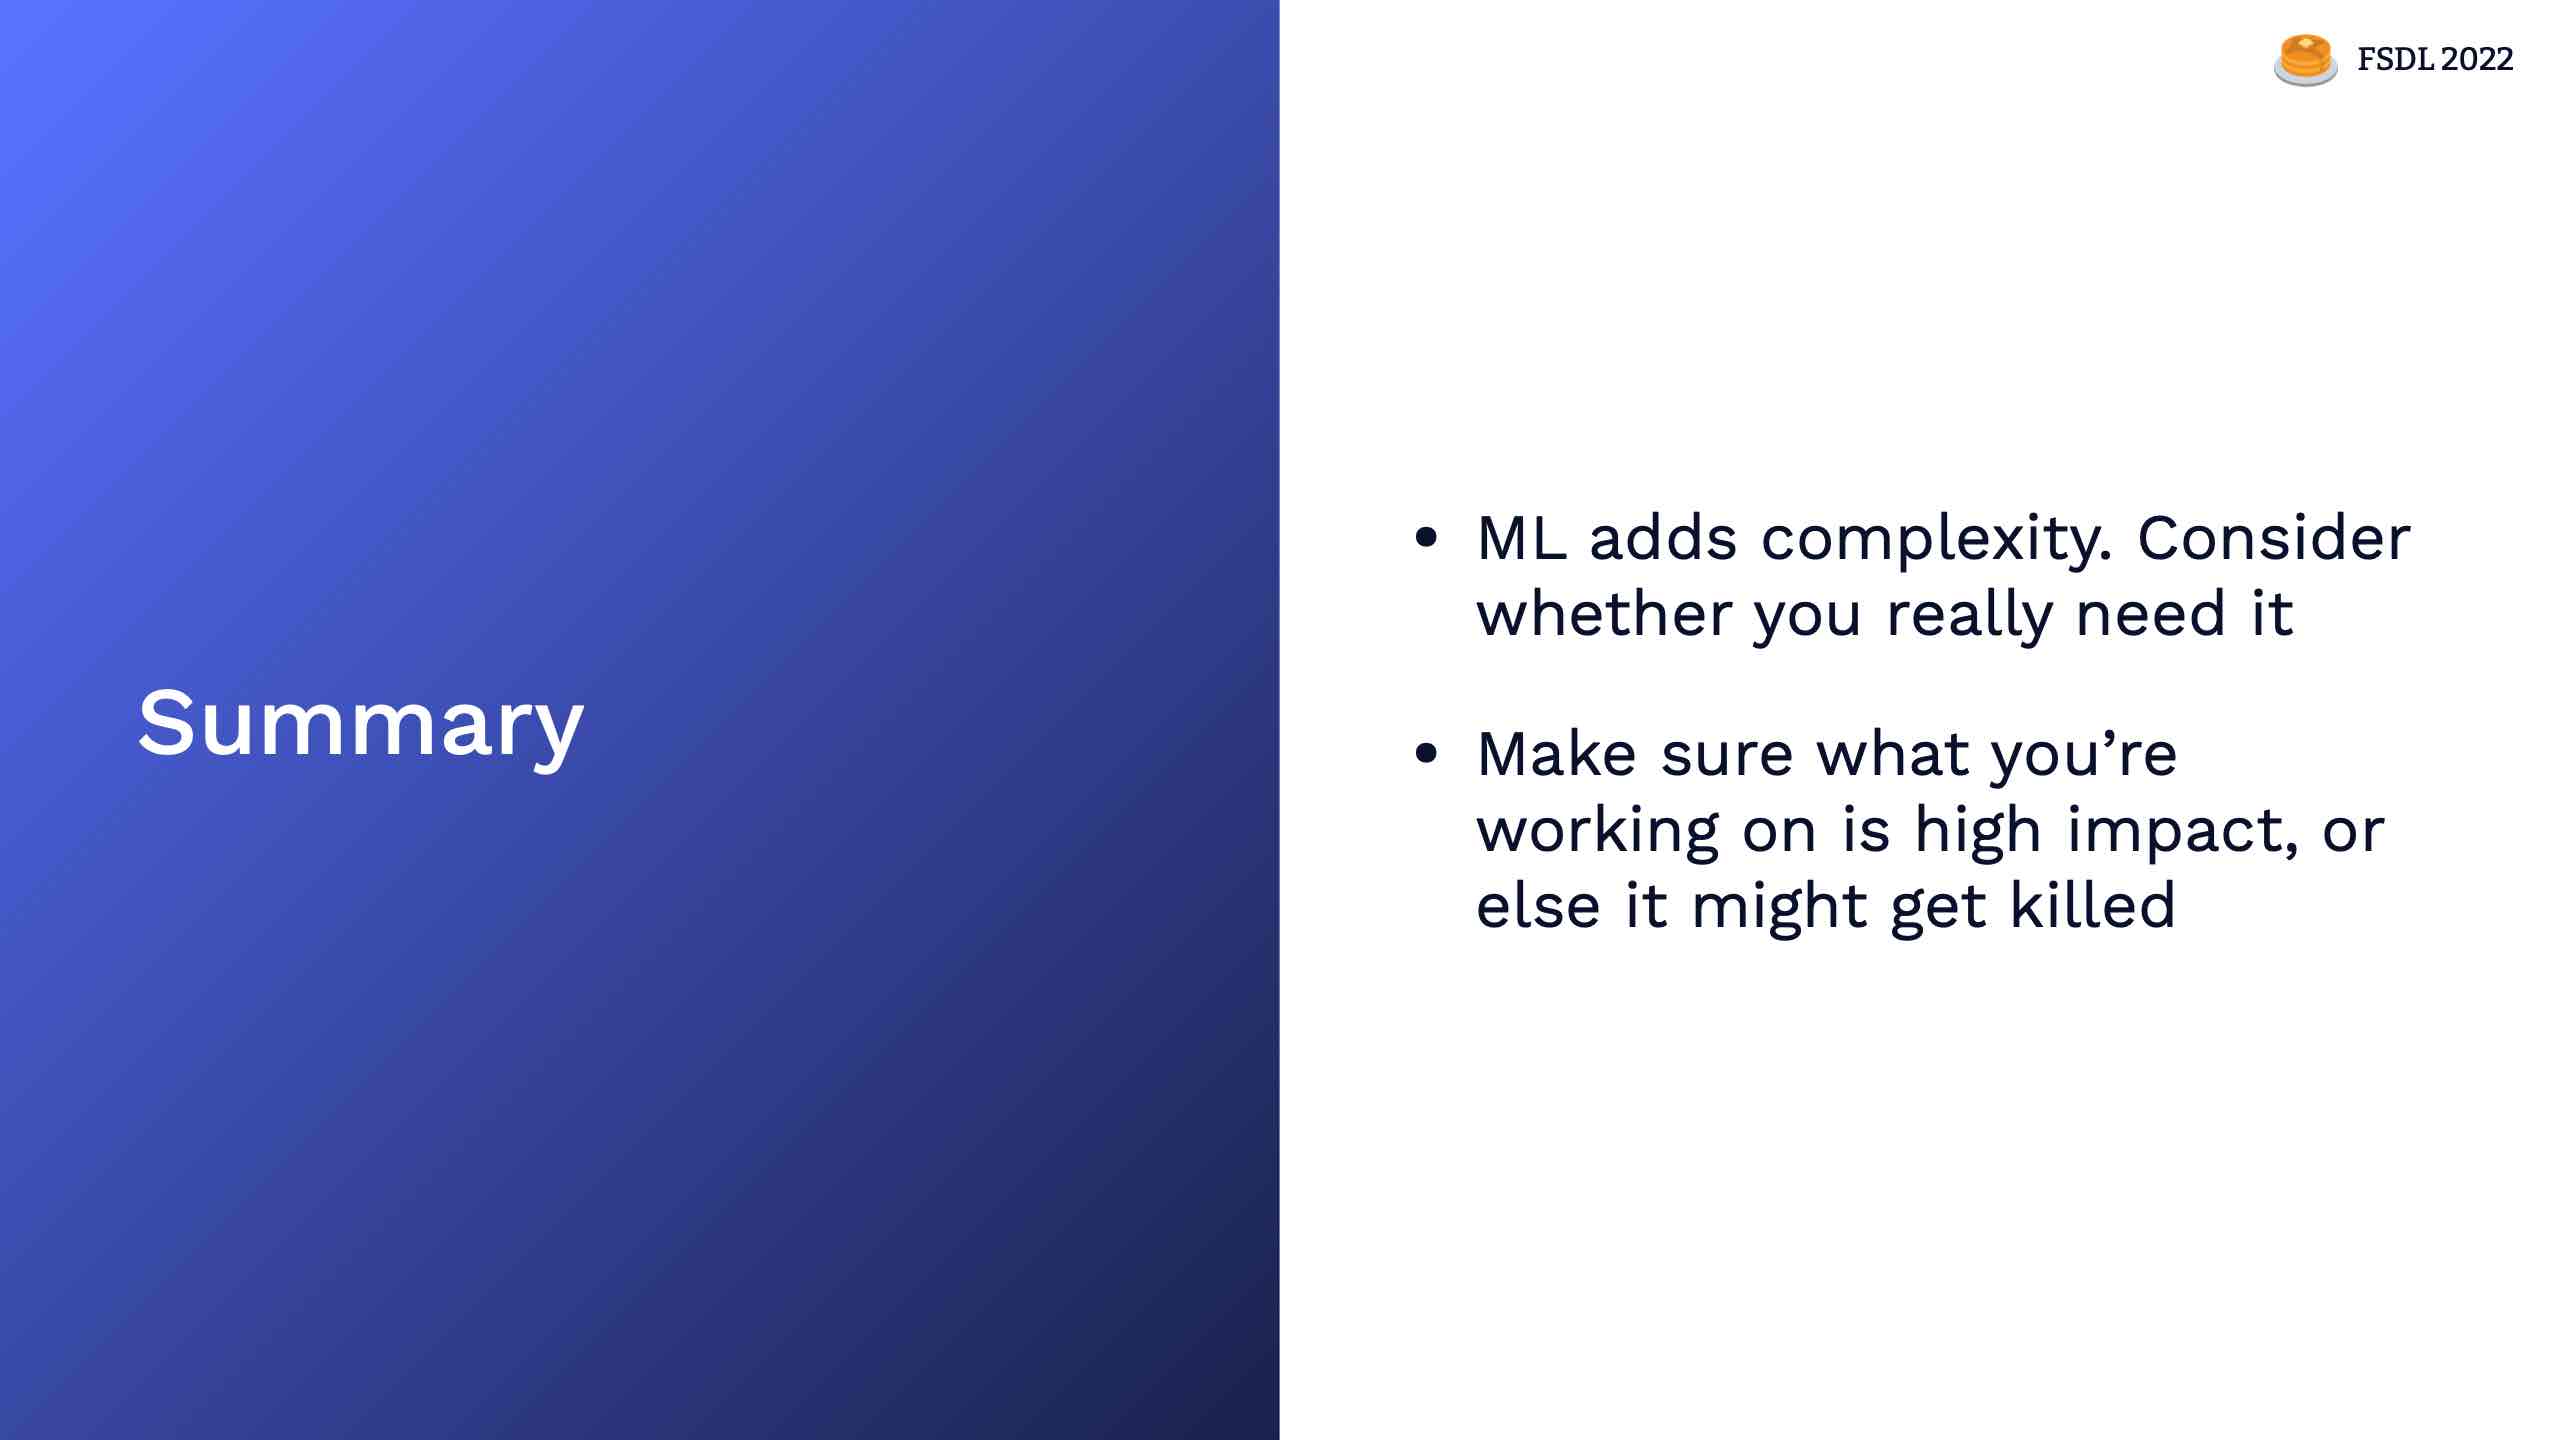 FSDL 2022
Summary
• ML adds complexity. Consider
whether you really need it
• Make sure what you’re
working on is high impact, or
else it might get killed